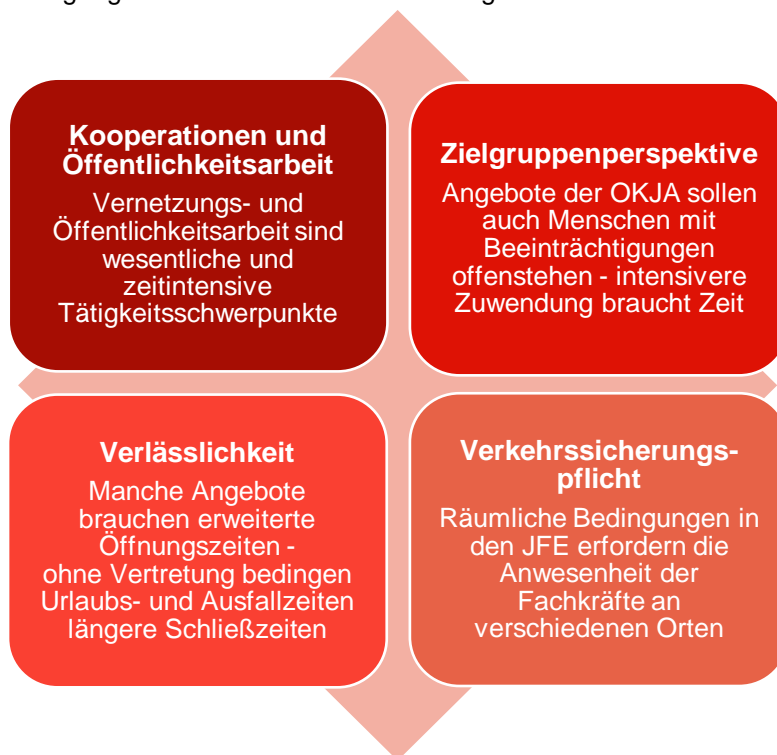 Kooperationen und
Öffentlichkeitsarbeit
Vernetzungs- und
Öffentlichkeitsarbeit sind
wesentliche und
zeitintensive
Tätigkeitsschwerpunkte
Zielgruppenperspektive
Angebote der OKJA sollen
auch Menschen mit
Beeinträchtigungen
offenstehen - intensivere
Zuwendung braucht Zeit
Verlässlichkeit
Manche Angebote
brauchen erweiterte
Öffnungszeiten -
ohne Vertretung bedingen
Urlaubs- und Ausfallzeiten
längere Schließzeiten
Verkehrssicherungs-
pflicht
Räumliche Bedingungen in
den JFE erfordern die
Anwesenheit der
Fachkräfte an
verschiedenen Orten